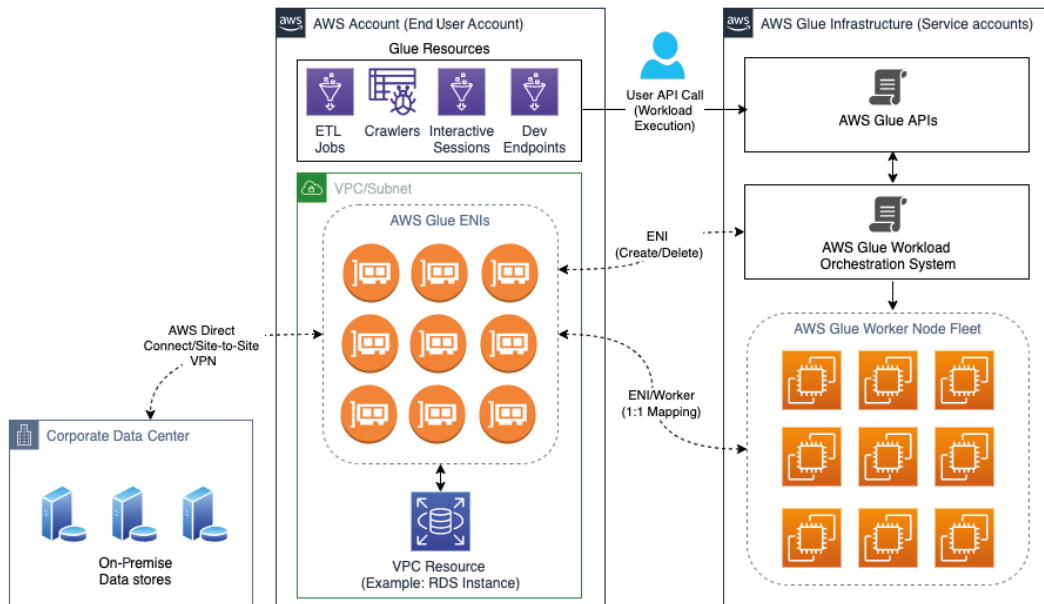 aws
AWS Account (End User Account)
Glue Resources
ETL
Jobs
Crawlers
Interactive
Sessions
Dev
Endpoints
User API Call
(Workload
Execution)
aws
AWS Glue Infrastructure (Service accounts)
AWS Glue APIs
VPC/Subnet
AWS Glue ENIs
ENI
(Create/Delete)
AWS Glue Workload
Orchestration System
AWS Direct
Connect/Site-to-Site
VPN
AWS Glue Worker Node Fleet
ENI/Worker
(1:1 Mapping)
Corporate Data Center
On-Premise
Data stores
VPC Resource
(Example: RDS Instance)